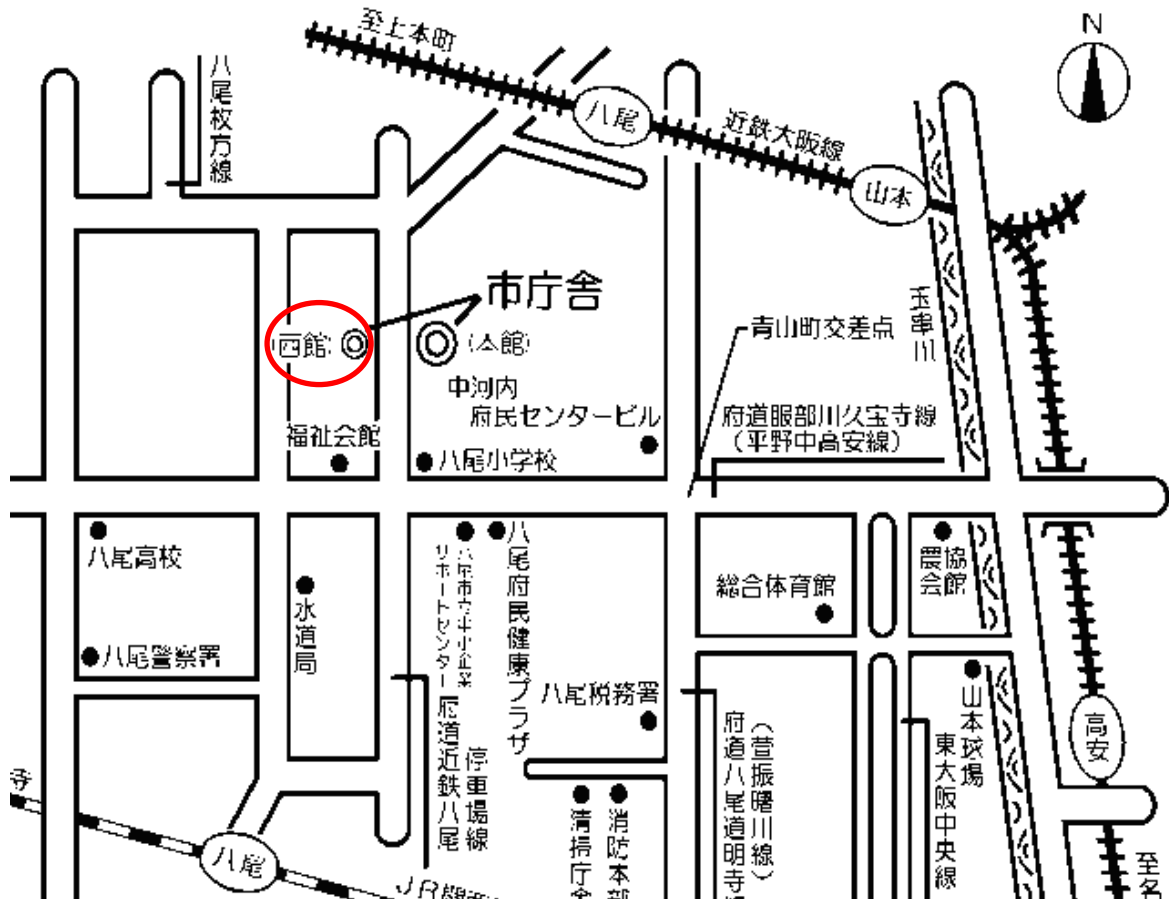 至上本町
N
八尾枚方線
八尾
近鉄大阪線
山本
市庁舎
(西館)
(本館)
青山町交差点
玉串川
中河内
府民センタービル
府道服部川久宝寺線
(平野中高安線)
福祉会館
八尾小学校
八尾高校
八尾市立中小企業
サポートセンター
八尾府民健康プラザ
総合体育館
農協
会館
水道局
八尾警察署
八尾税務署
山本球場
高安
府道近鉄八尾
停車場線
(萱振曙川線)
府道八尾道明寺
東大阪中央線
寺
清掃庁舎
消防本部
八尾
JR関西
至名